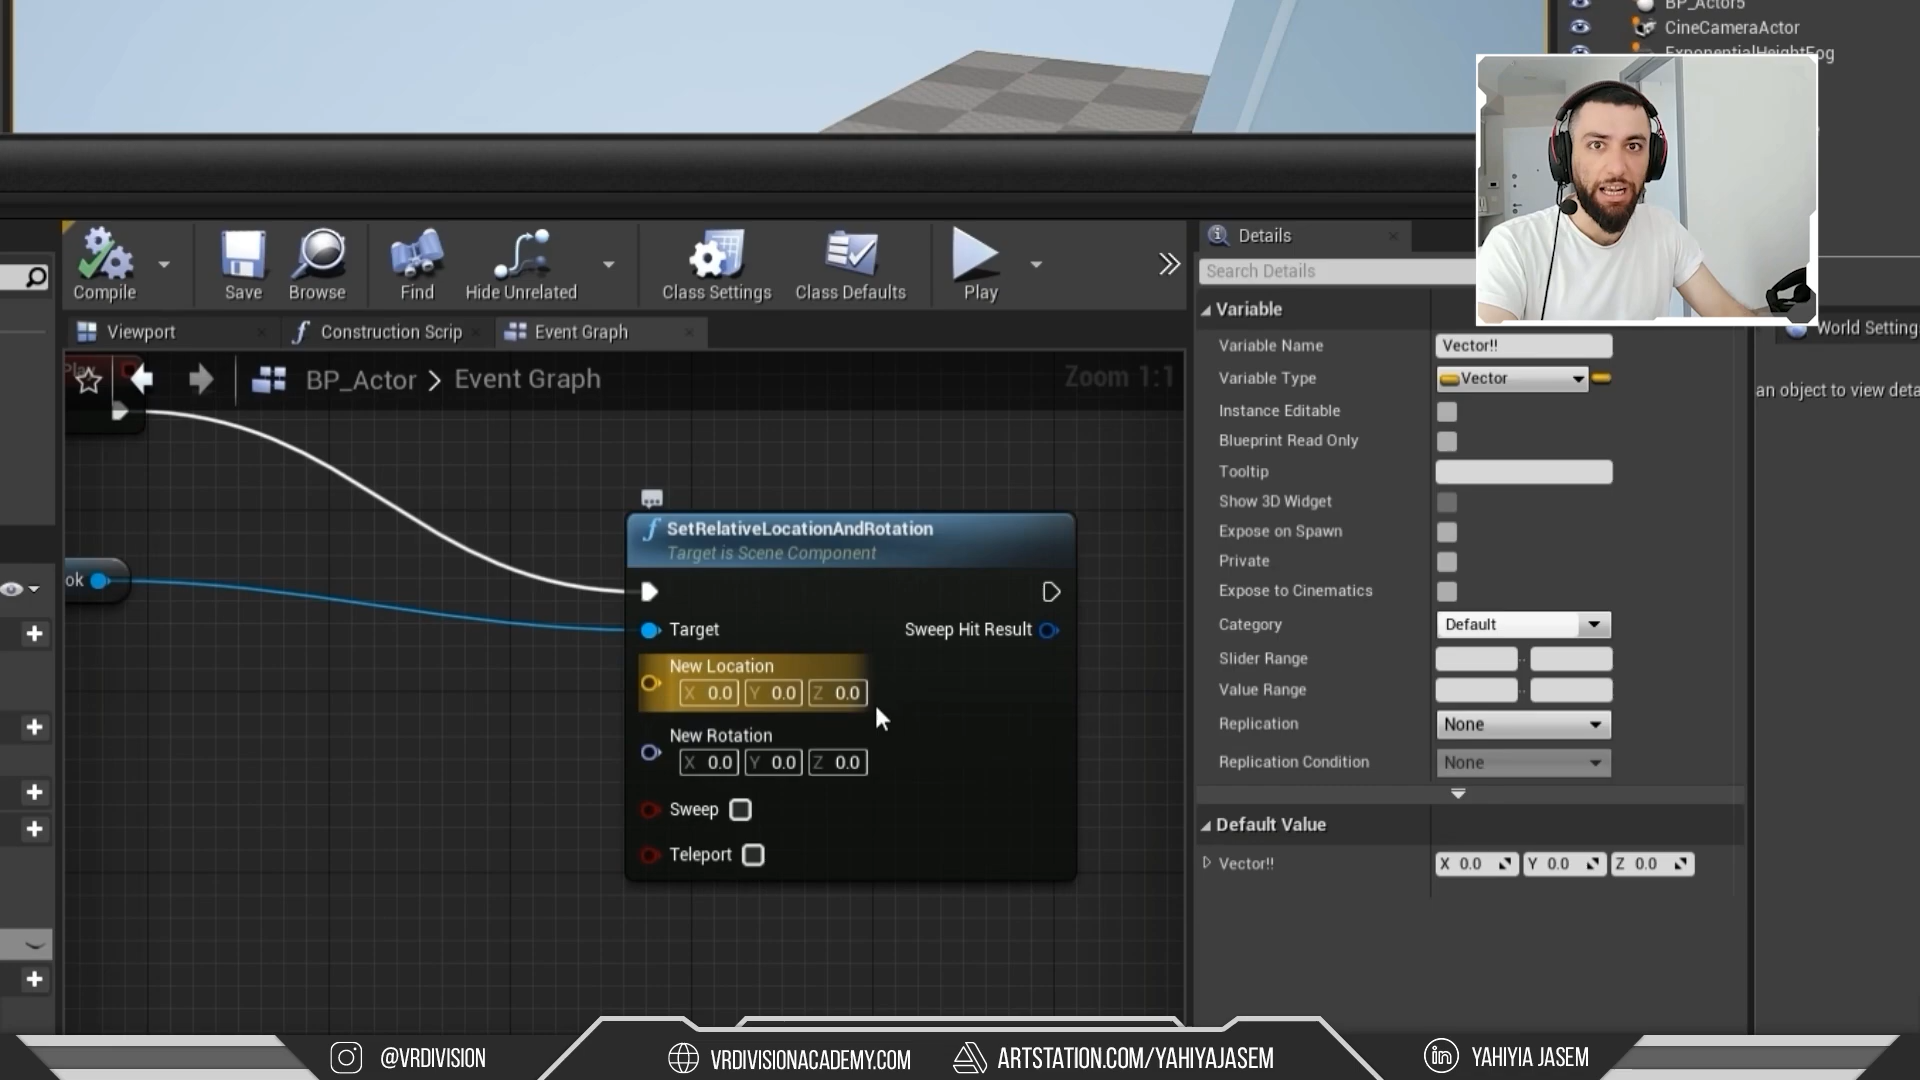 BP_Actor5
CineCameraActor
ExponentialHeightFog
Compile
Save
Browse
Find
Hide Unrelated
Class Settings
Class Defaults
Play
Details
Search Details
Viewport
Construction Scrip
Event Graph
BP_Actor > Event Graph
Zoom 1:1
ok
SetRelativeLocationAndRotation
Target is Scene Component
Target
Sweep Hit Result
New Location
X 0.0 Y 0.0 Z 0.0
New Rotation
X 0.0 Y 0.0 Z 0.0
Sweep
Teleport
Variable
Variable Name Vector!!
Variable Type Vector
Instance Editable
Blueprint Read Only
Tooltip
Show 3D Widget
Expose on Spawn
Private
Expose to Cinematics
Category Default
Slider Range
Value Range
Replication None
Replication Condition None
Default Value
Vector!! X 0.0 Y 0.0 Z 0.0
World Settings
an object to view deta
@VRDIVISION
VRDIVISIONACADEMY.COM
ARTSTATION.COM/YAHIYAJASEM
in YAHIYIA JASEM